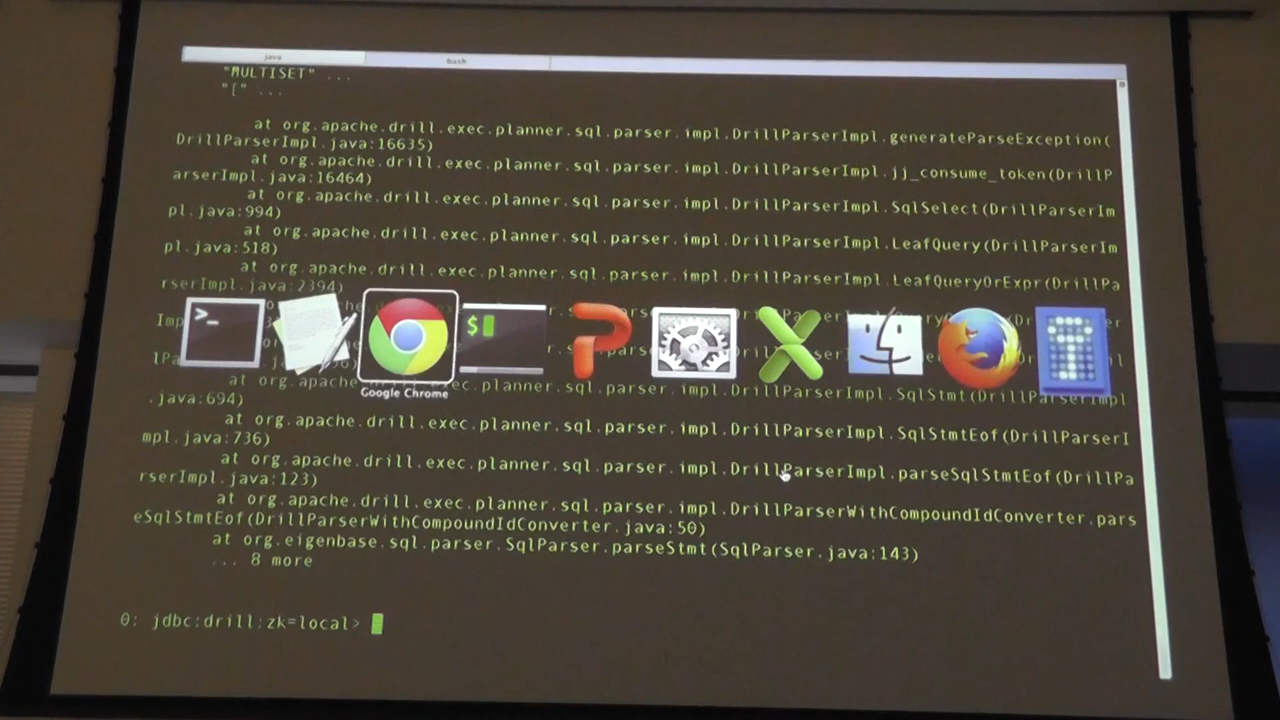 java
bash
"MULTISET" ...
"[" ...
at org.apache.drill.exec.planner.sql.parser.impl.DrillParserImpl.generateParseException(
DrillParserImpl.java:16635)
at org.apache.drill.exec.planner.sql.parser.impl.DrillParserImpl.jj_consume_token(DrillP
arserImpl.java:16464)
at org.apache.drill.exec.planner.sql.parser.impl.DrillParserImpl.SqlSelect(DrillParserIm
pl.java:994)
at org.apache.drill.exec.planner.sql.parser.impl.DrillParserImpl.LeafQuery(DrillParserIm
pl.java:518)
at org.apache.drill.exec.planner.sql.parser.impl.DrillParserImpl.LeafQueryOrExpr(DrillPa
rserImpl.java:2394)
>_
$
Google Chrome
at org.apache.drill.exec.planner.sql.parser.impl.DrillParserImpl.SqlStmt(DrillParserImpl
.java:694)
at org.apache.drill.exec.planner.sql.parser.impl.DrillParserImpl.SqlStmtEof(DrillParserI
mpl.java:736)
at org.apache.drill.exec.planner.sql.parser.impl.DrillParserImpl.parseSqlStmtEof(DrillPa
rserImpl.java:123)
at org.apache.drill.exec.planner.sql.parser.impl.DrillParserWithCompoundIdConverter.pars
eSqlStmtEof(DrillParserWithCompoundIdConverter.java:50)
at org.eigenbase.sql.parser.SqlParser.parseStmt(SqlParser.java:143)
... 8 more
0: jdbc:drill:zk=local>